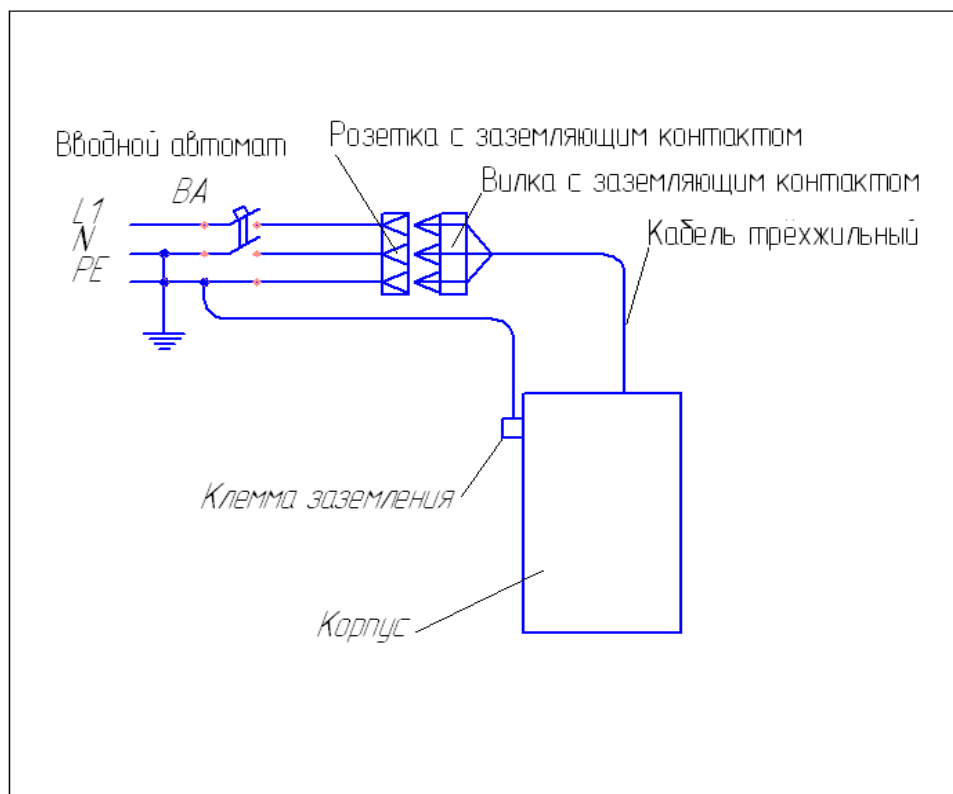 Вводной автомат
Розетка с заземляющим контактом
Вилка с заземляющим контактом
ВА
L1
N
PE
Кабель трёхжильный
Клемма заземления
Корпус